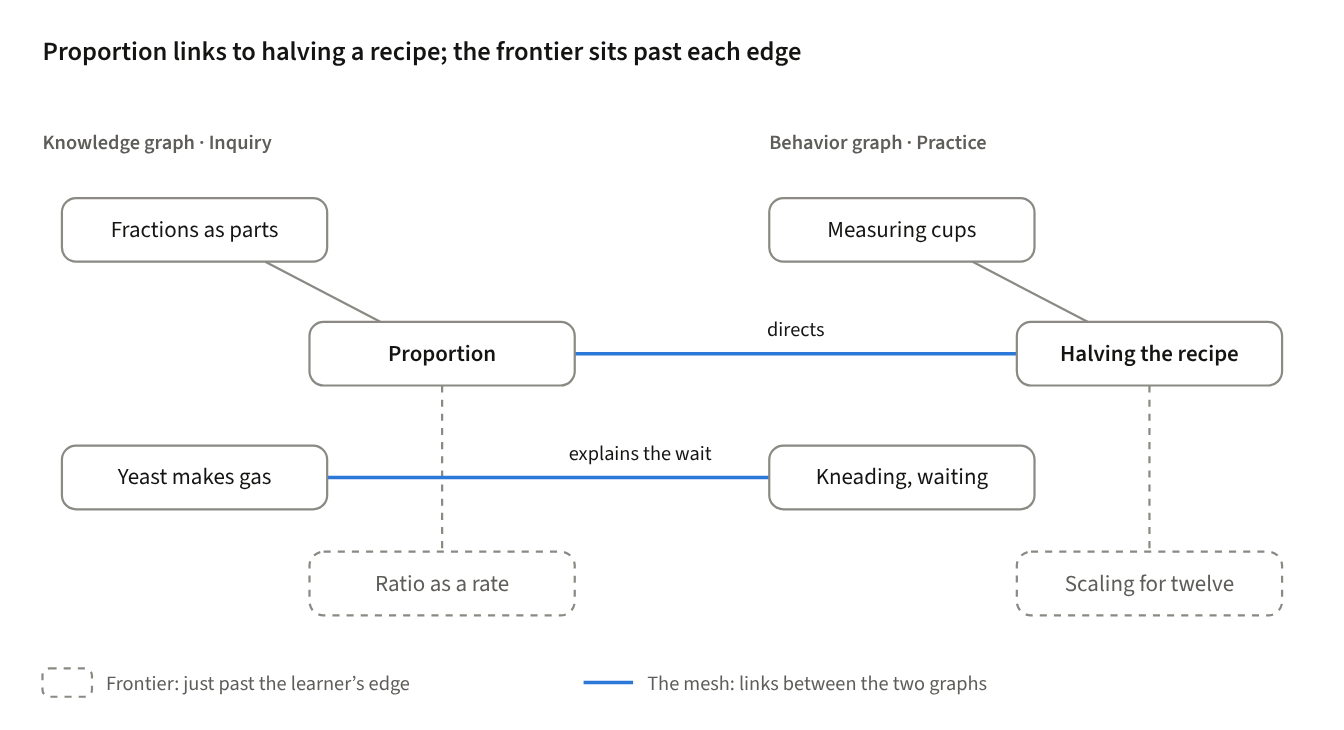 Proportion links to halving a recipe; the frontier sits past each edge
Knowledge graph · Inquiry
Behavior graph · Practice
Fractions as parts
Measuring cups
directs
Proportion
Halving the recipe
explains the wait
Yeast makes gas
Kneading, waiting
Ratio as a rate
Scaling for twelve
Frontier: just past the learner’s edge
The mesh: links between the two graphs